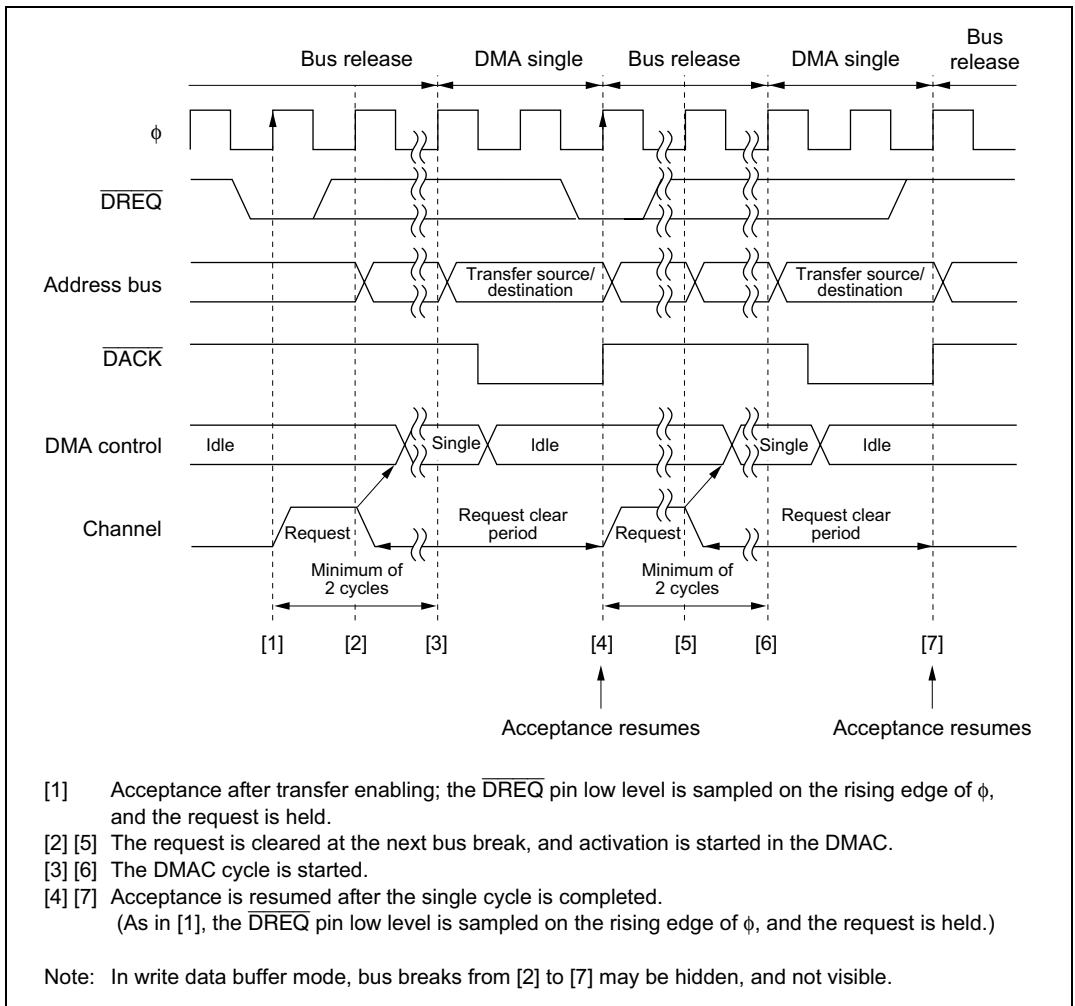 Bus release
DMA single
Bus release
DMA single
Bus
release
φ
DREQ
Address bus
Transfer source/
destination
Transfer source/
destination
DACK
DMA control
Idle
Single
Idle
Single
Idle
Channel
Request
Request clear
period
Request
Request clear
period
Minimum of
2 cycles
Minimum of
2 cycles
[1]
[2]
[3]
[4]
[5]
[6]
[7]
Acceptance resumes
Acceptance resumes
[1] Acceptance after transfer enabling; the DREQ pin low level is sampled on the rising edge of φ,
and the request is held.
[2] [5] The request is cleared at the next bus break, and activation is started in the DMAC.
[3] [6] The DMAC cycle is started.
[4] [7] Acceptance is resumed after the single cycle is completed.
(As in [1], the DREQ pin low level is sampled on the rising edge of φ, and the request is held.)
Note: In write data buffer mode, bus breaks from [2] to [7] may be hidden, and not visible.